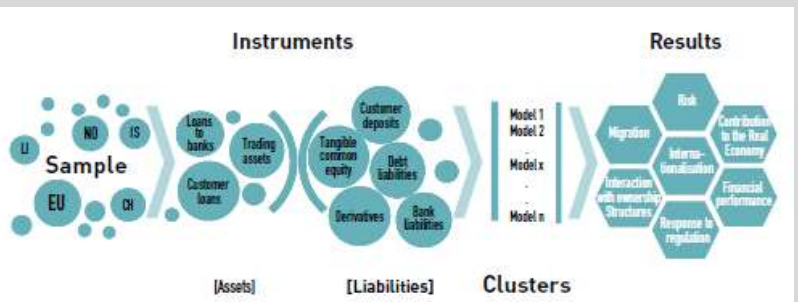 Instruments
Results
LI
NO
IS
Sample
EU
CH
Loans
to
banks
Trading
assets
Customer
loans
Customer
deposits
Tangible
common
equity
Debt
liabilities
Derivatives
Bank
liabilities
Model 1
Model 2
.
Model x
.
.
Model n
Risk
Migration
Contribution
to the Real
Economy
Interna-
tionalisation
Interaction
with ownership
Structures
Financial
performance
Response to
regulation
[Assets]
[Liabilities]
Clusters